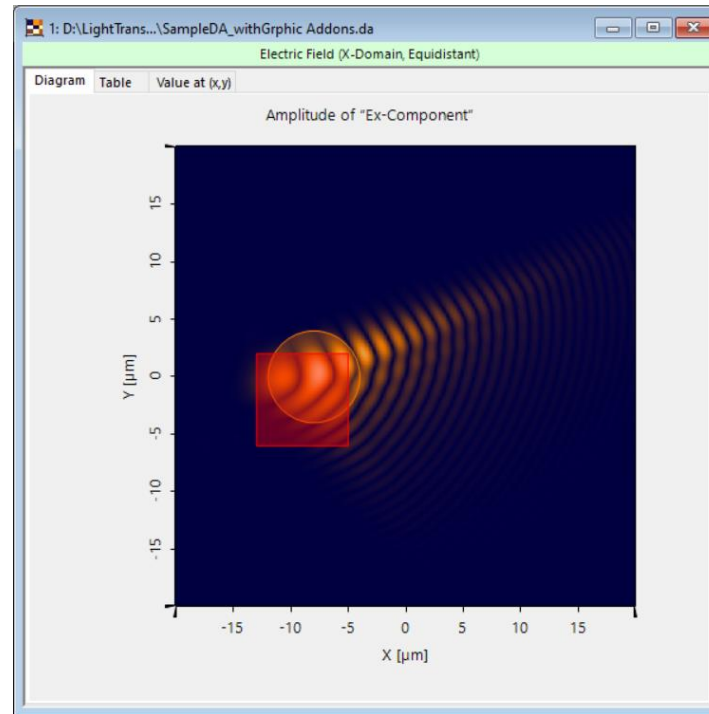 1: D:\LightTrans...\SampleDA_withGrphic Addons.da
Electric Field (X-Domain, Equidistant)
Diagram Table Value at (x,y)
Amplitude of "Ex-Component"
15
10
5
0
-5
-10
-15
Y [µm]
-15 -10 -5 0 5 10 15
X [µm]